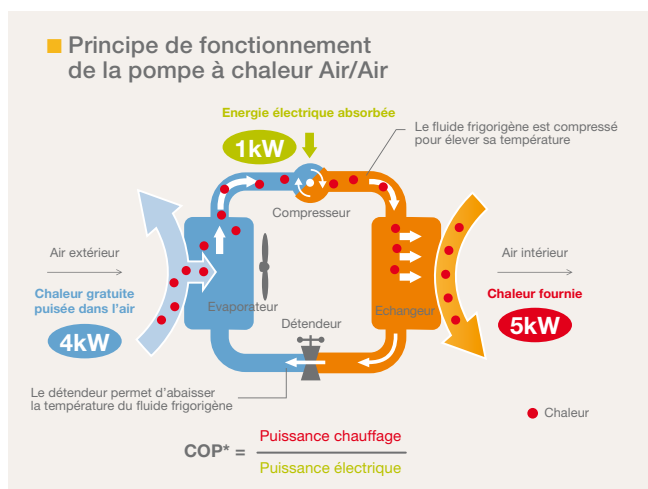 Principe de fonctionnement
de la pompe à chaleur Air/Air
Energie électrique absorbée
1kW
Le fluide frigorigène est compressé
pour élever sa température
Compresseur
Air extérieur
Chaleur gratuite
puisée dans l'air
4kW
Evaporateur
Détendeur
Echangeur
Air intérieur
Chaleur fournie
5kW
Le détendeur permet d'abaisser
la température du fluide frigorigène
Chaleur
COP* =
Puissance chauffage
Puissance électrique